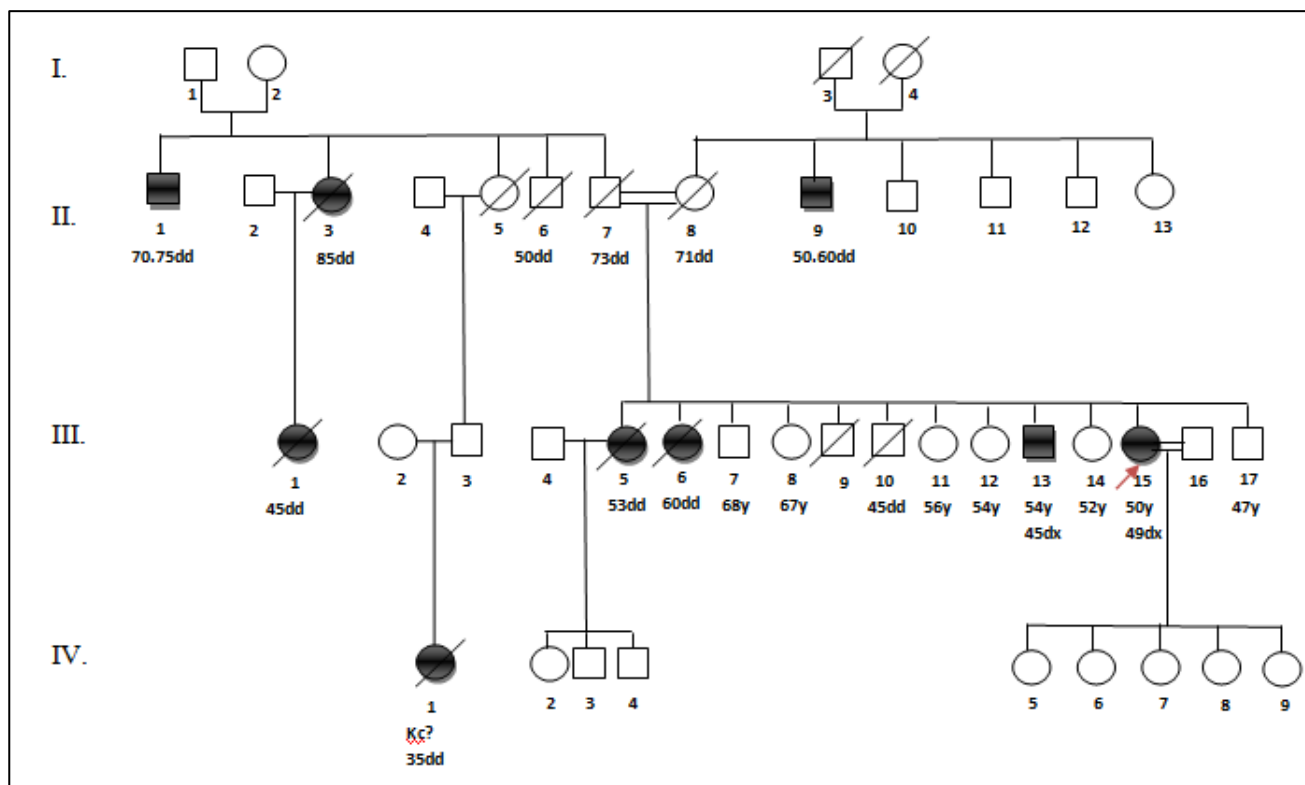 I.
1 2 3 4
II.
1 2 3 4 5 6 7 8 9 10 11 12 13
70.75dd 85dd 50dd 73dd 71dd 50.60dd
III.
1 2 3 4 5 6 7 8 9 10 11 12 13 14 15 16 17
45dd 53dd 60dd 68y 67y 45dd 56y 54y 54y 52y 50y 47y
45dx 49dx
IV.
1 2 3 4 5 6 7 8 9
Kc?
35dd